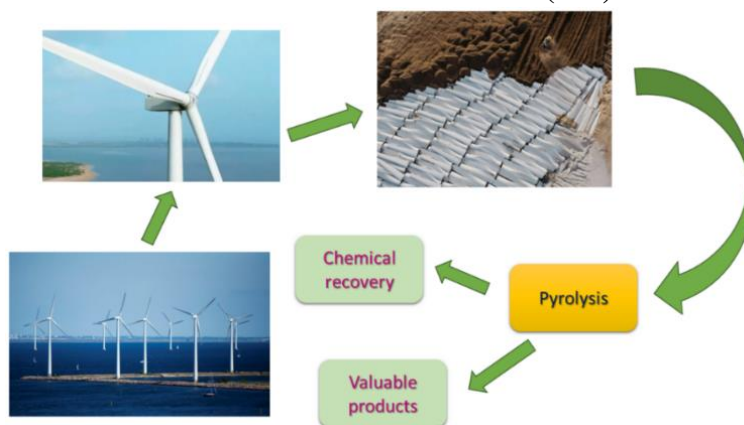 Chemical
recovery
Pyrolysis
Valuable
products